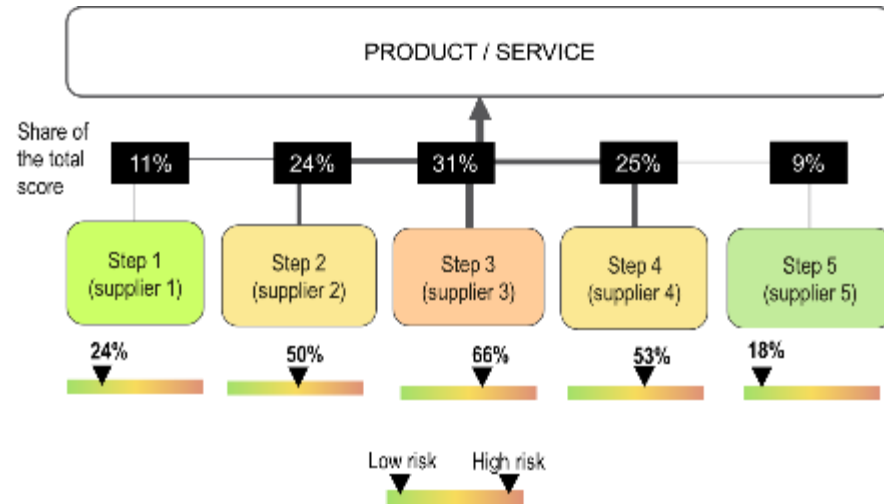 PRODUCT / SERVICE
Share of
the total
score
11%
24%
31%
25%
9%
Step 1
(supplier 1)
Step 2
(supplier 2)
Step 3
(supplier 3)
Step 4
(supplier 4)
Step 5
(supplier 5)
24%
50%
66%
53%
18%
Low risk
High risk